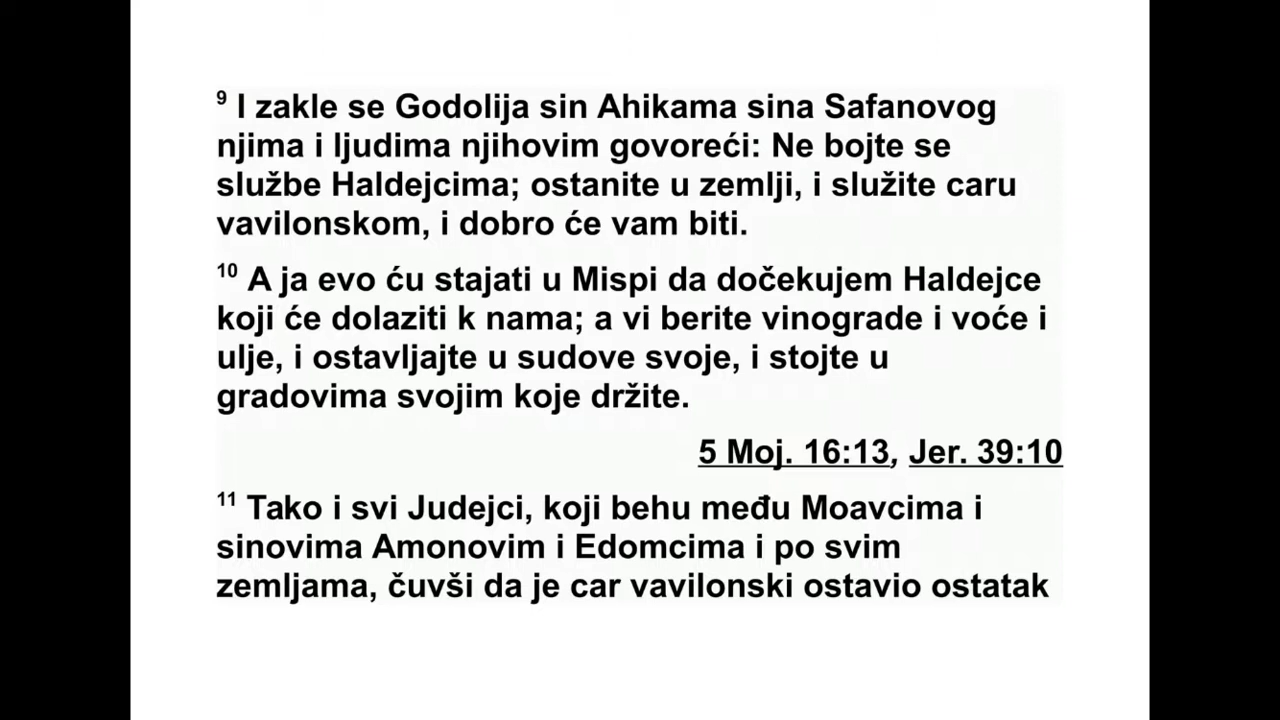 9 I zakle se Godolija sin Ahikama sina Safanovog
njima i ljudima njihovim govoreći: Ne bojte se
službe Haldejcima; ostanite u zemlji, i služite caru
vavilonskom, i dobro će vam biti.
10 A ja evo ću stajati u Mispi da dočekujem Haldejce
koji će dolaziti k nama; a vi berite vinograde i voće i
ulje, i ostavljajte u sudove svoje, i stojte u
gradovima svojim koje držite.
5 Moj. 16:13, Jer. 39:10
11 Tako i svi Judejci, koji behu među Moavcima i
sinovima Amonovim i Edomcima i po svim
zemljama, čuvši da je car vavilonski ostavio ostatak